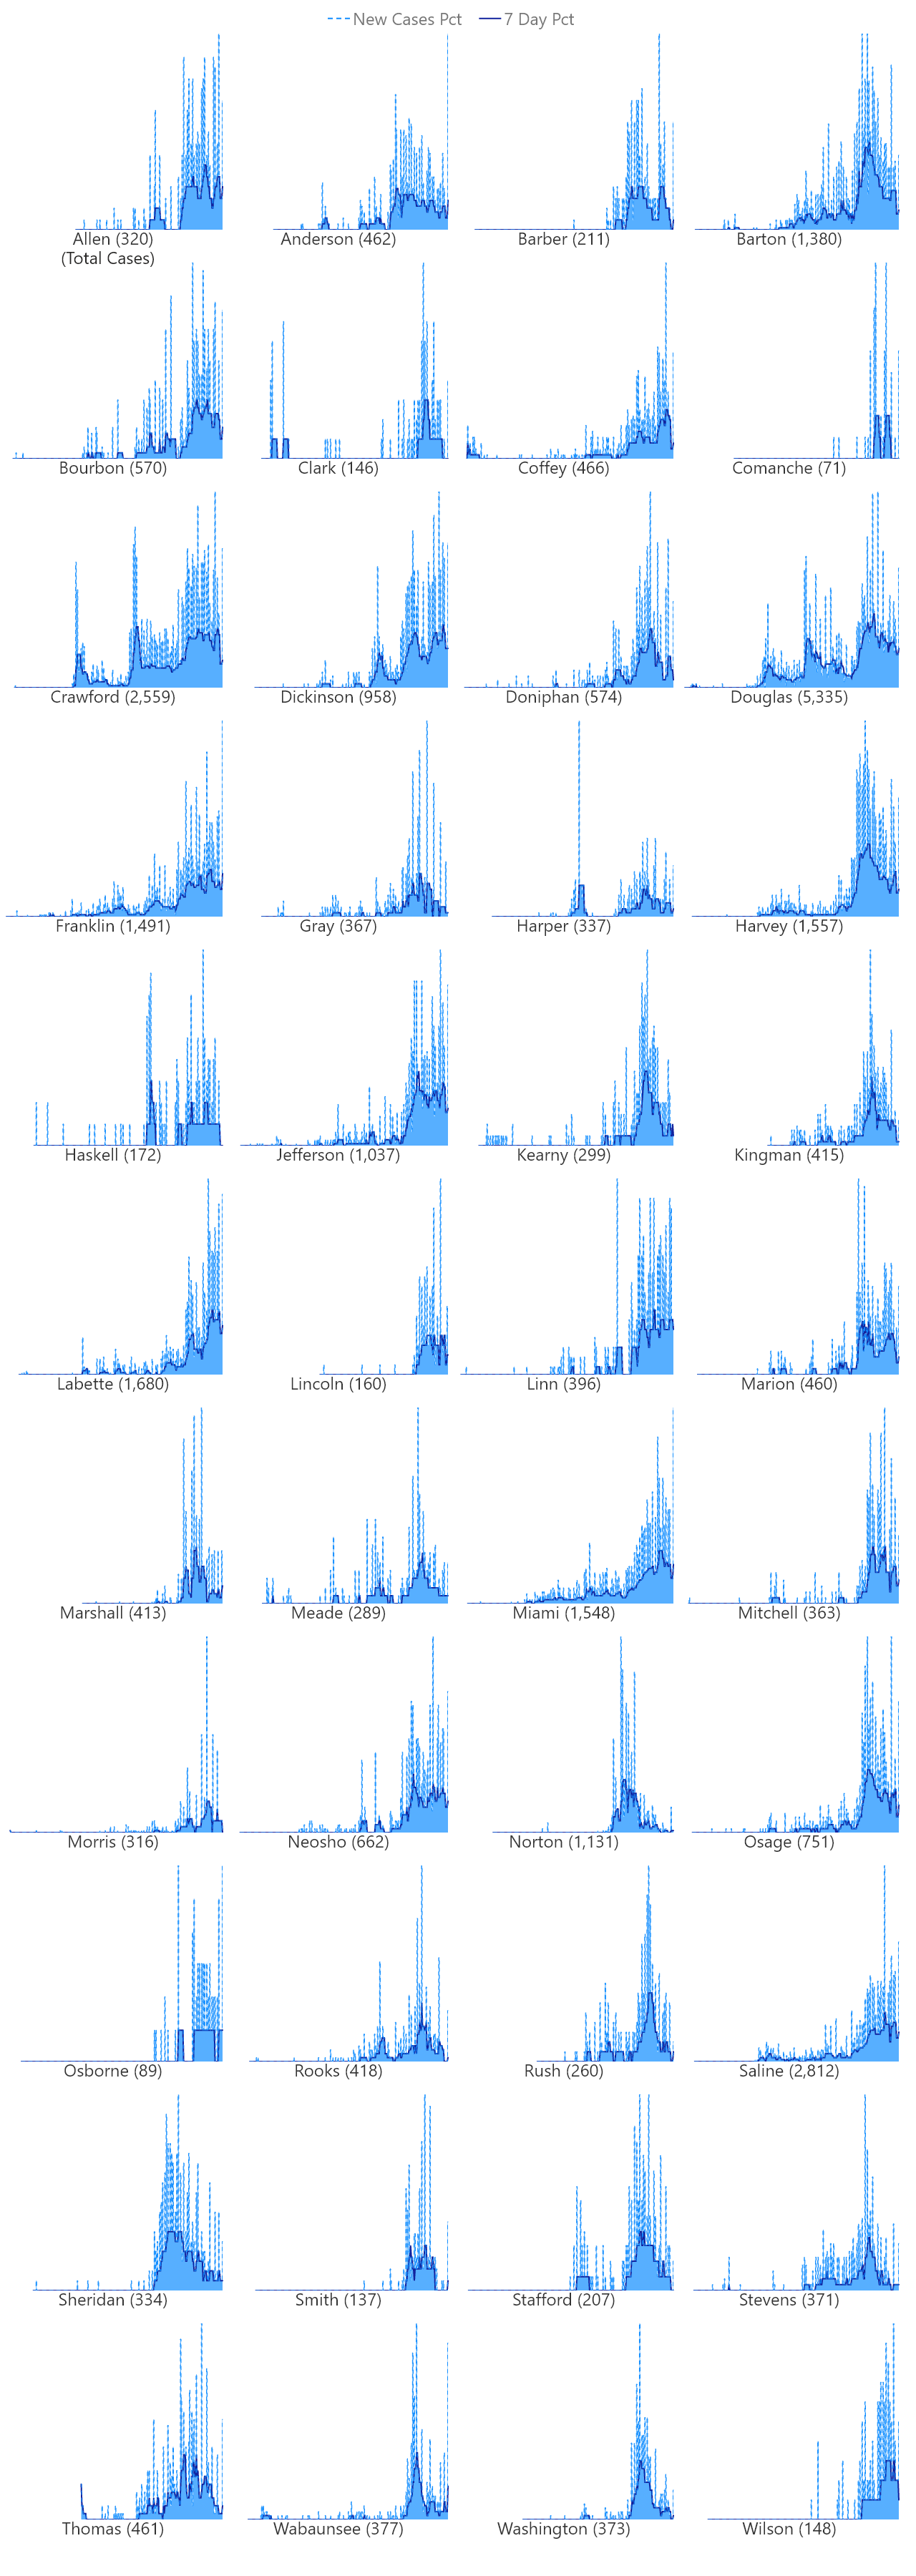 New Cases Pct 7 Day Pct
Allen (320) Anderson (462) Barber (211) Barton (1,380)
(Total Cases)
Bourbon (570) Clark (146) Coffey (466) Comanche (71)
Crawford (2,559) Dickinson (958) Doniphan (574) Douglas (5,335)
Franklin (1,491) Gray (367) Harper (337) Harvey (1,557)
Haskell (172) Jefferson (1,037) Kearny (299) Kingman (415)
Labette (1,680) Lincoln (160) Linn (396) Marion (460)
Marshall (413) Meade (289) Miami (1,548) Mitchell (363)
Morris (316) Neosho (662) Norton (1,131) Osage (751)
Osborne (89) Rooks (418) Rush (260) Saline (2,812)
Sheridan (334) Smith (137) Stafford (207) Stevens (371)
Thomas (461) Wabaunsee (377) Washington (373) Wilson (148)